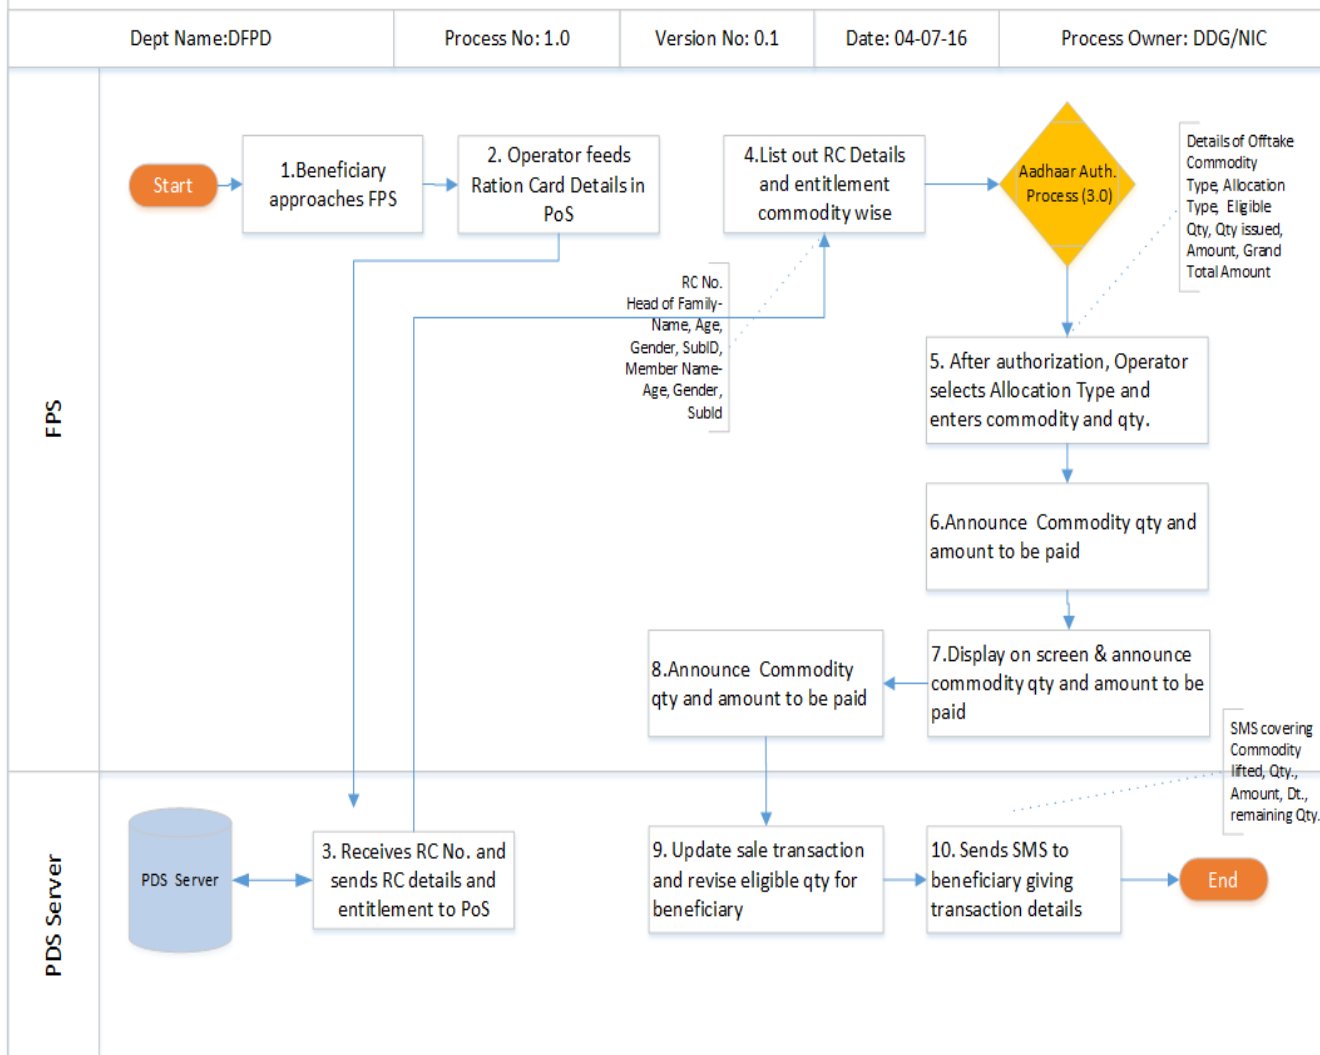 Dept Name:DFPD
Process No: 1.0
Version No: 0.1
Date: 04-07-16
Process Owner: DDG/NIC
FPS
Start
1.Beneficiary
approaches FPS
2. Operator feeds
Ration Card Details in
PoS
4.List out RC Details
and entitlement
commodity wise
Aadhaar Auth.
Process (3.0)
Details of Offtake
Commodity
Type, Allocation
Type, Eligible
Qty, Qty issued,
Amount, Grand
Total Amount
RC No.
Head of Family-
Name, Age,
Gender, SubID,
Member Name-
Age, Gender,
SubId
5. After authorization, Operator
selects Allocation Type and
enters commodity and qty.
6.Announce Commodity qty and
amount to be paid
7.Display on screen & announce
commodity qty and amount to be
paid
8.Announce Commodity
qty and amount to be paid
SMS covering
Commodity
lifted, Qty.,
Amount, Dt.,
remaining Qty.
PDS Server
PDS Server
3. Receives RC No. and
sends RC details and
entitlement to PoS
9. Update sale transaction
and revise eligible qty for
beneficiary
10. Sends SMS to
beneficiary giving
transaction details
End